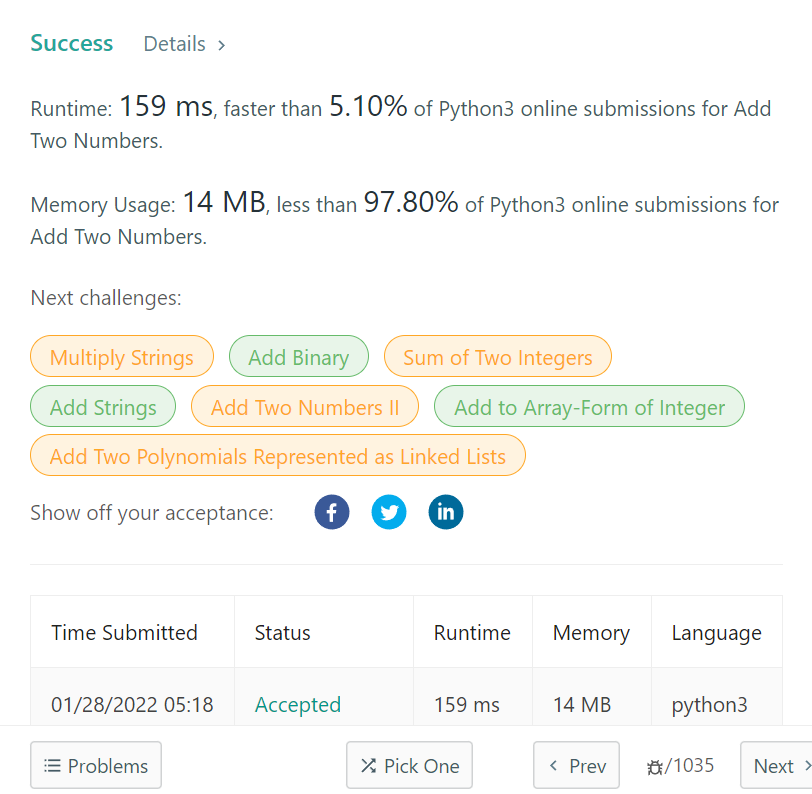 Success Details >
Runtime: 159 ms, faster than 5.10% of Python3 online submissions for Add
Two Numbers.
Memory Usage: 14 MB, less than 97.80% of Python3 online submissions for
Add Two Numbers.
Next challenges:
Multiply Strings Add Binary Sum of Two Integers
Add Strings Add Two Numbers II Add to Array-Form of Integer
Add Two Polynomials Represented as Linked Lists
Show off your acceptance:
Time Submitted Status Runtime Memory Language
01/28/2022 05:18 Accepted 159 ms 14 MB python3
Problems Pick One < Prev /1035 Next >